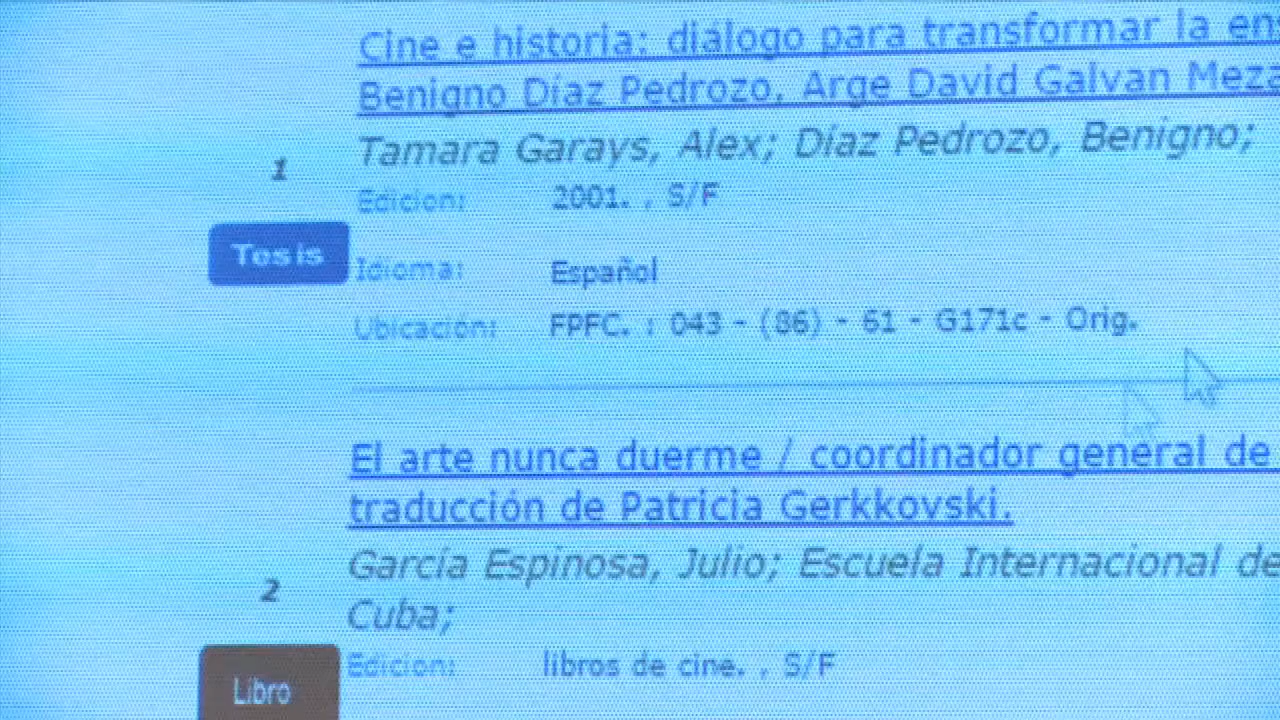 Cine e historia: diálogo para transformar la en
Benigno Díaz Pedrozo, Arge David Galvan Meza
Tamara Garays, Alex; Díaz Pedrozo, Benigno;
1
Edicion: 2001. , S/F
Tesis
Idioma: Español
Ubicación: FPFC. : 043 - (86) - 61 - G171c - Orig.
El arte nunca duerme / coordinador general de
traducción de Patricia Gerkkovski.
García Espinosa, Julio; Escuela Internacional de
2
Cuba;
Edicion: libros de cine. , S/F
Libro